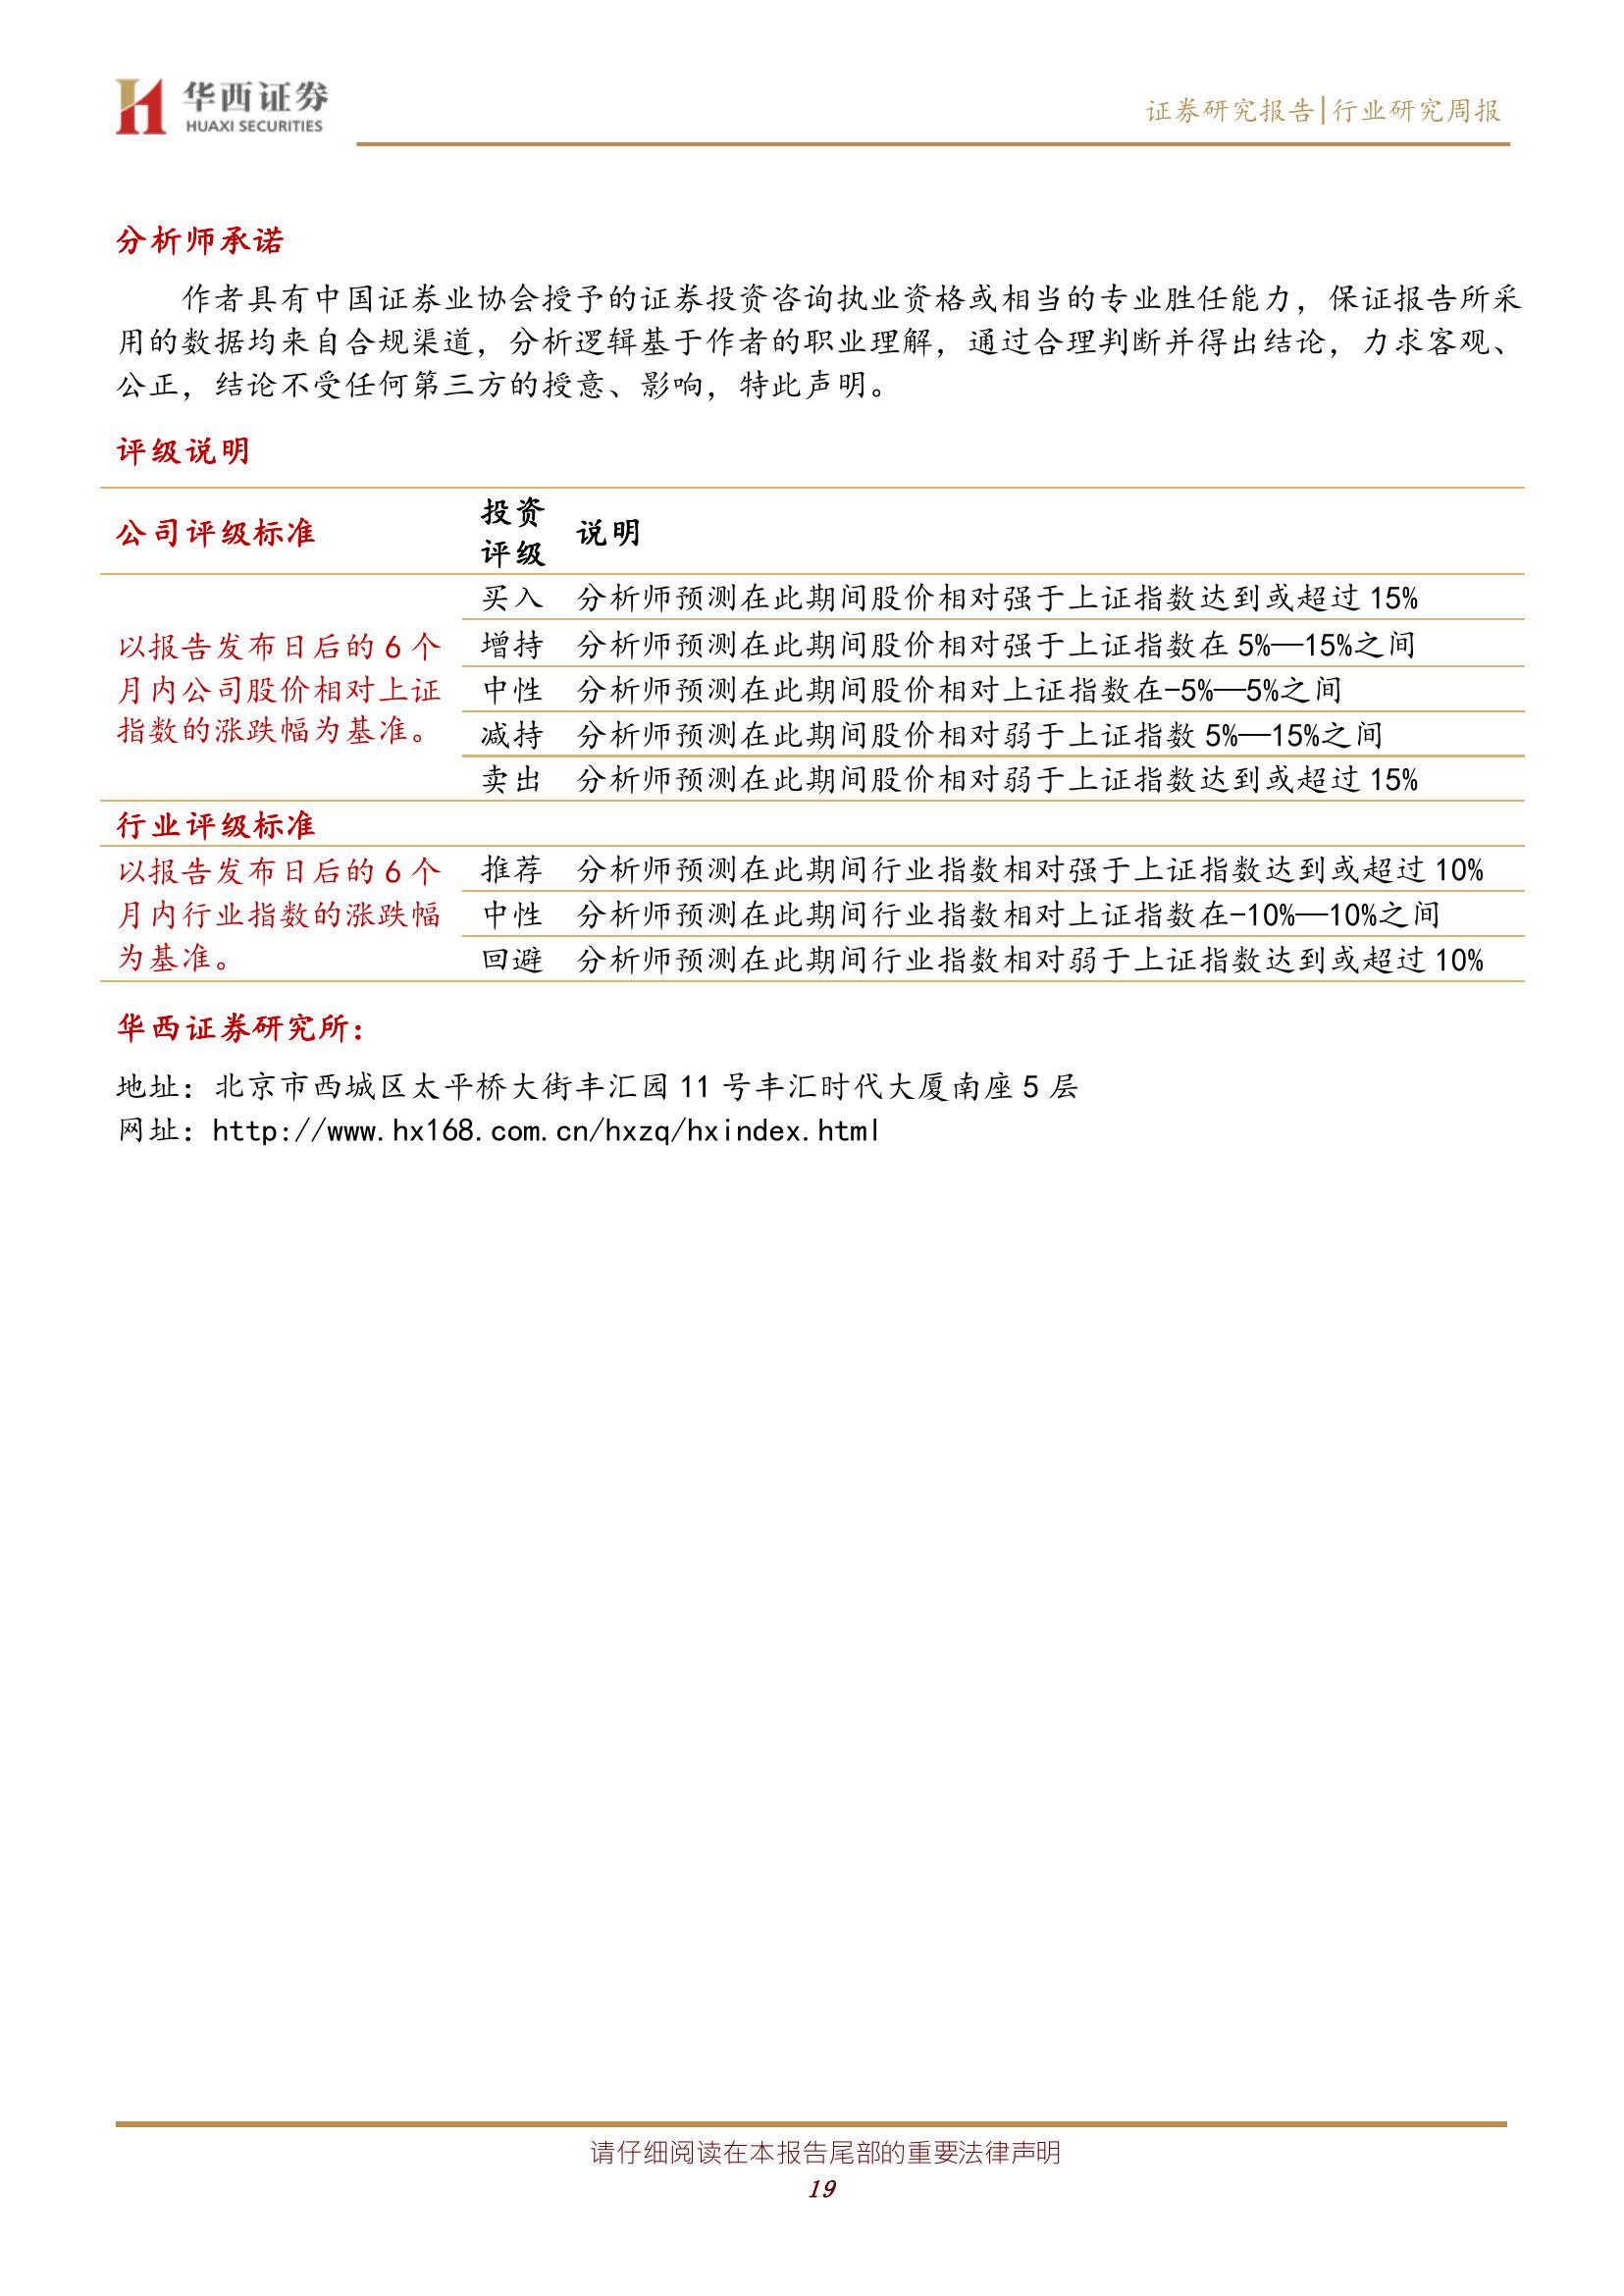 华西证券
HUAXI SECURITIES
证券研究报告|行业研究周报
分析师承诺
作者具有中国证券业协会授予的证券投资咨询执业资格或相当的专业胜任能力，保证报告所采
用的数据均来自合规渠道，分析逻辑基于作者的职业理解，通过合理判断并得出结论，力求客观、
公正，结论不受任何第三方的授意、影响，特此声明。
评级说明
公司评级标准
投资
评级
说明
以报告发布日后的 6 个
月内公司股价相对上证
指数的涨跌幅为基准。
买入 分析师预测在此期间股价相对强于上证指数达到或超过 15%
增持 分析师预测在此期间股价相对强于上证指数在 5%—15%之间
中性 分析师预测在此期间股价相对上证指数在-5%—5%之间
减持 分析师预测在此期间股价相对弱于上证指数 5%—15%之间
卖出 分析师预测在此期间股价相对弱于上证指数达到或超过 15%
行业评级标准
以报告发布日后的 6 个
月内行业指数的涨跌幅
为基准。
推荐 分析师预测在此期间行业指数相对强于上证指数达到或超过 10%
中性 分析师预测在此期间行业指数相对上证指数在-10%—10%之间
回避 分析师预测在此期间行业指数相对弱于上证指数达到或超过 10%
华西证券研究所：
地址：北京市西城区太平桥大街丰汇园 11 号丰汇时代大厦南座 5 层
网址：http://www.hx168.com.cn/hxzq/hxindex.html
请仔细阅读在本报告尾部的重要法律声明
19